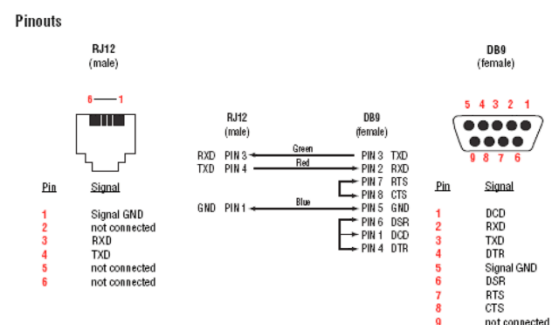 Pinouts
RJ12
(male)
6 1
Pin Signal
1 Signal GND
2 not connected
3 RXD
4 TXD
5 not connected
6 not connected
RJ12
(male)
DB9
(female)
RXD PIN 3 Green PIN 3 TXD
TXD PIN 4 Red PIN 2 RXD
PIN 7 RTS
PIN 8 CTS
GND PIN 1 Blue PIN 5 GND
PIN 6 DSR
PIN 1 DCD
PIN 4 DTR
DB9
(female)
5 4 3 2 1
9 8 7 6
Pin Signal
1 DCD
2 RXD
3 TXD
4 DTR
5 Signal GND
6 DSR
7 RTS
8 CTS
9 not connected